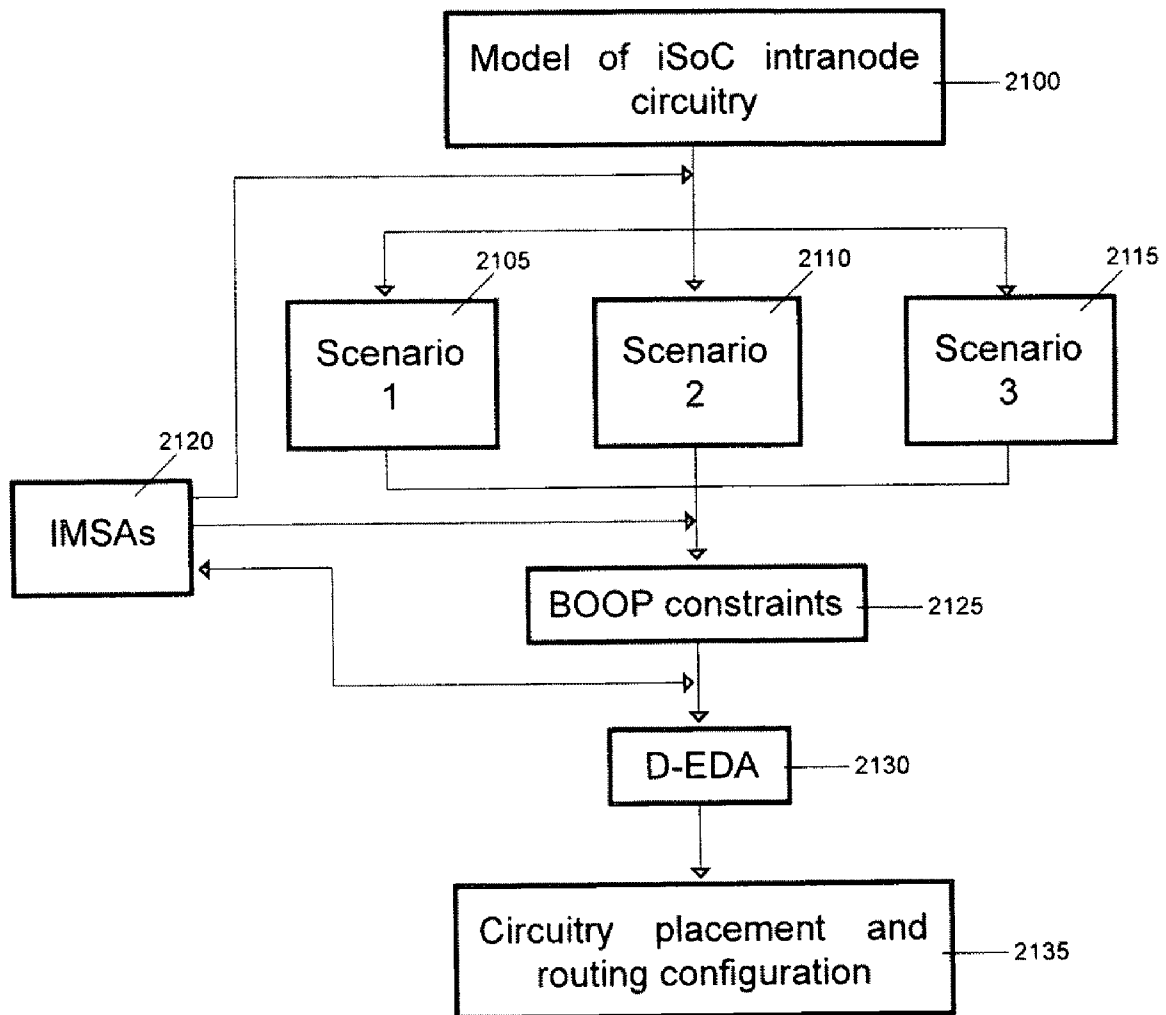 Model of iSoC intranode
circuitry
2100
2105
2110
2115
Scenario
1
Scenario
2
Scenario
3
2120
IMSAs
BOOP constraints
2125
D-EDA
2130
Circuitry placement and
routing configuration
2135